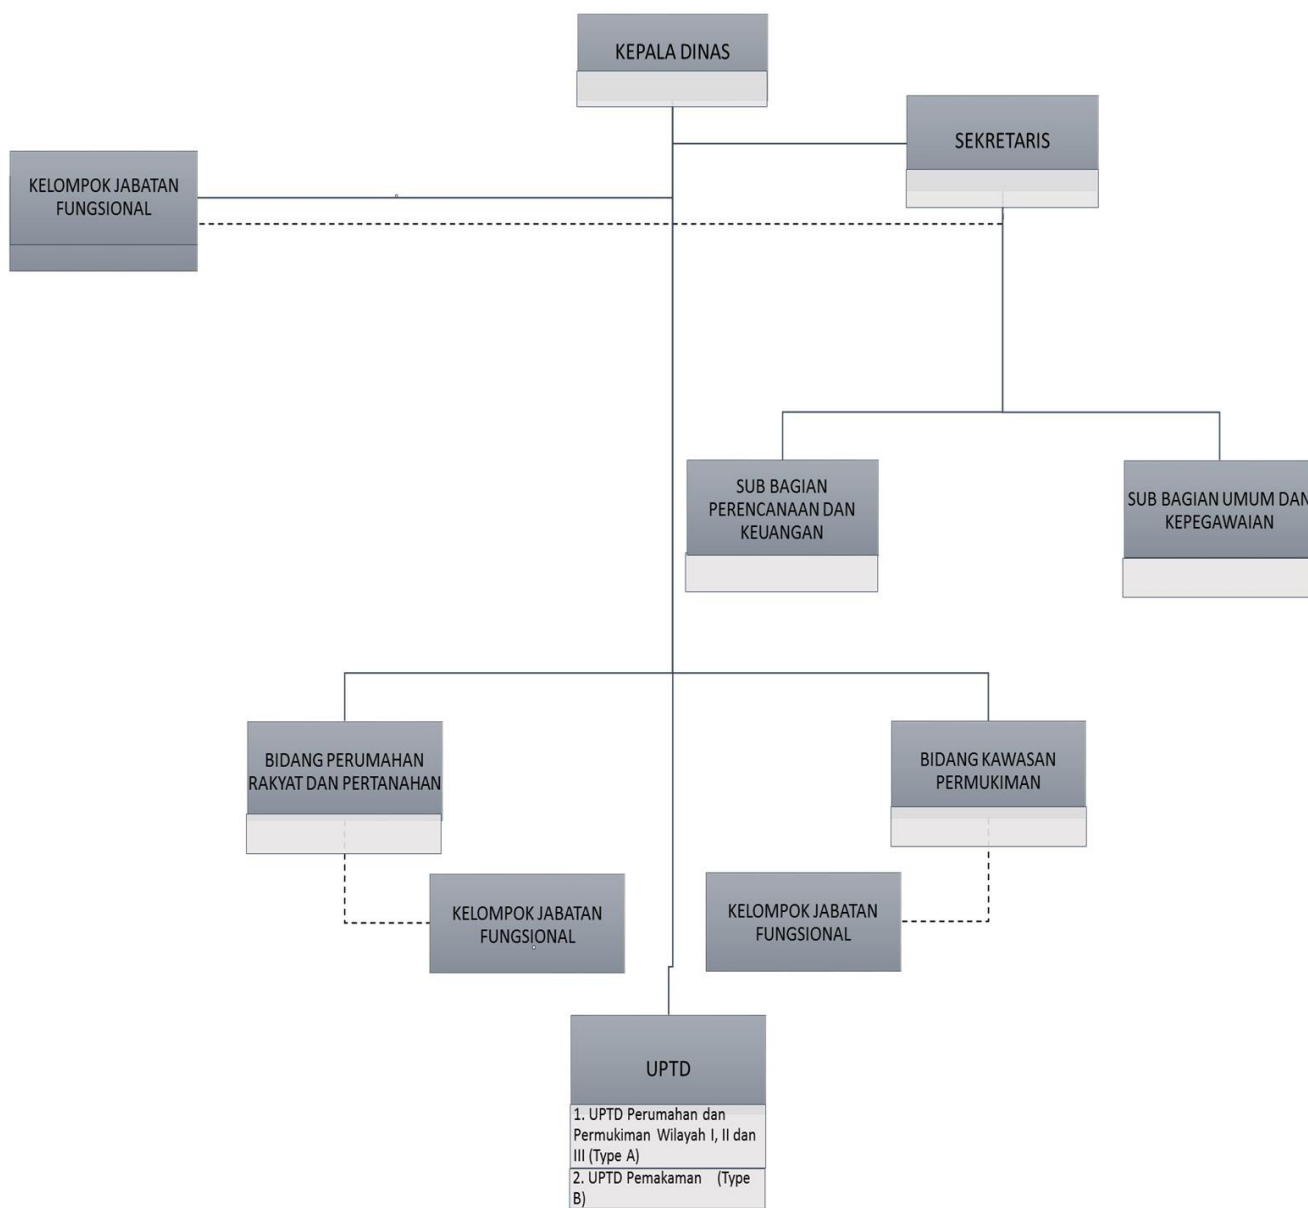 KEPALA DINAS
SEKRETARIS
KELOMPOK JABATAN
FUNGSIONAL
SUB BAGIAN
PERENCANAAN DAN
KEUANGAN
SUB BAGIAN UMUM DAN
KEPEGAWAIAN
BIDANG PERUMAHAN
RAKYAT DAN PERTANAHAN
BIDANG KAWASAN
PERMUKIMAN
KELOMPOK JABATAN
FUNGSIONAL
KELOMPOK JABATAN
FUNGSIONAL
UPTD
1. UPTD Perumahan dan
Permukiman Wilayah I, II dan
III (Type A)
2. UPTD Pemakaman (Type
B)